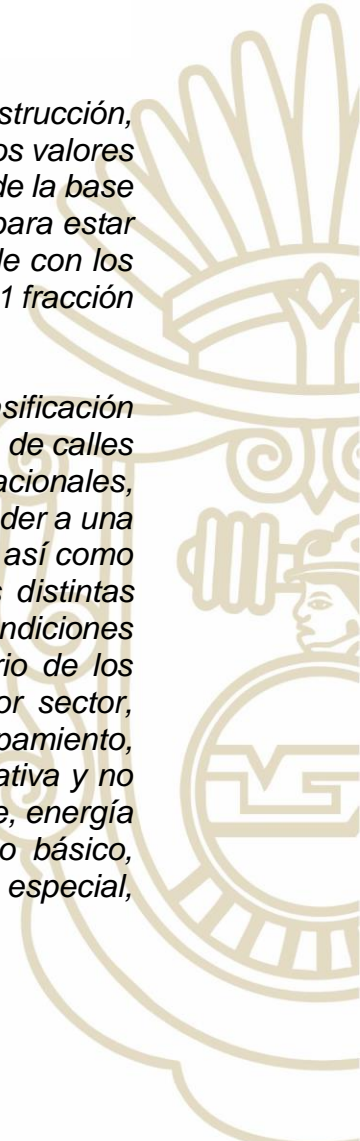 strucción,
os valores
de la base
para estar
le con los
1 fracción
sificación
de calles
acionales,
der a una
así como
distintas
ndiciones
rio de los
or sector,
pamiento,
ativa y no
e, energía
o básico,
especial,